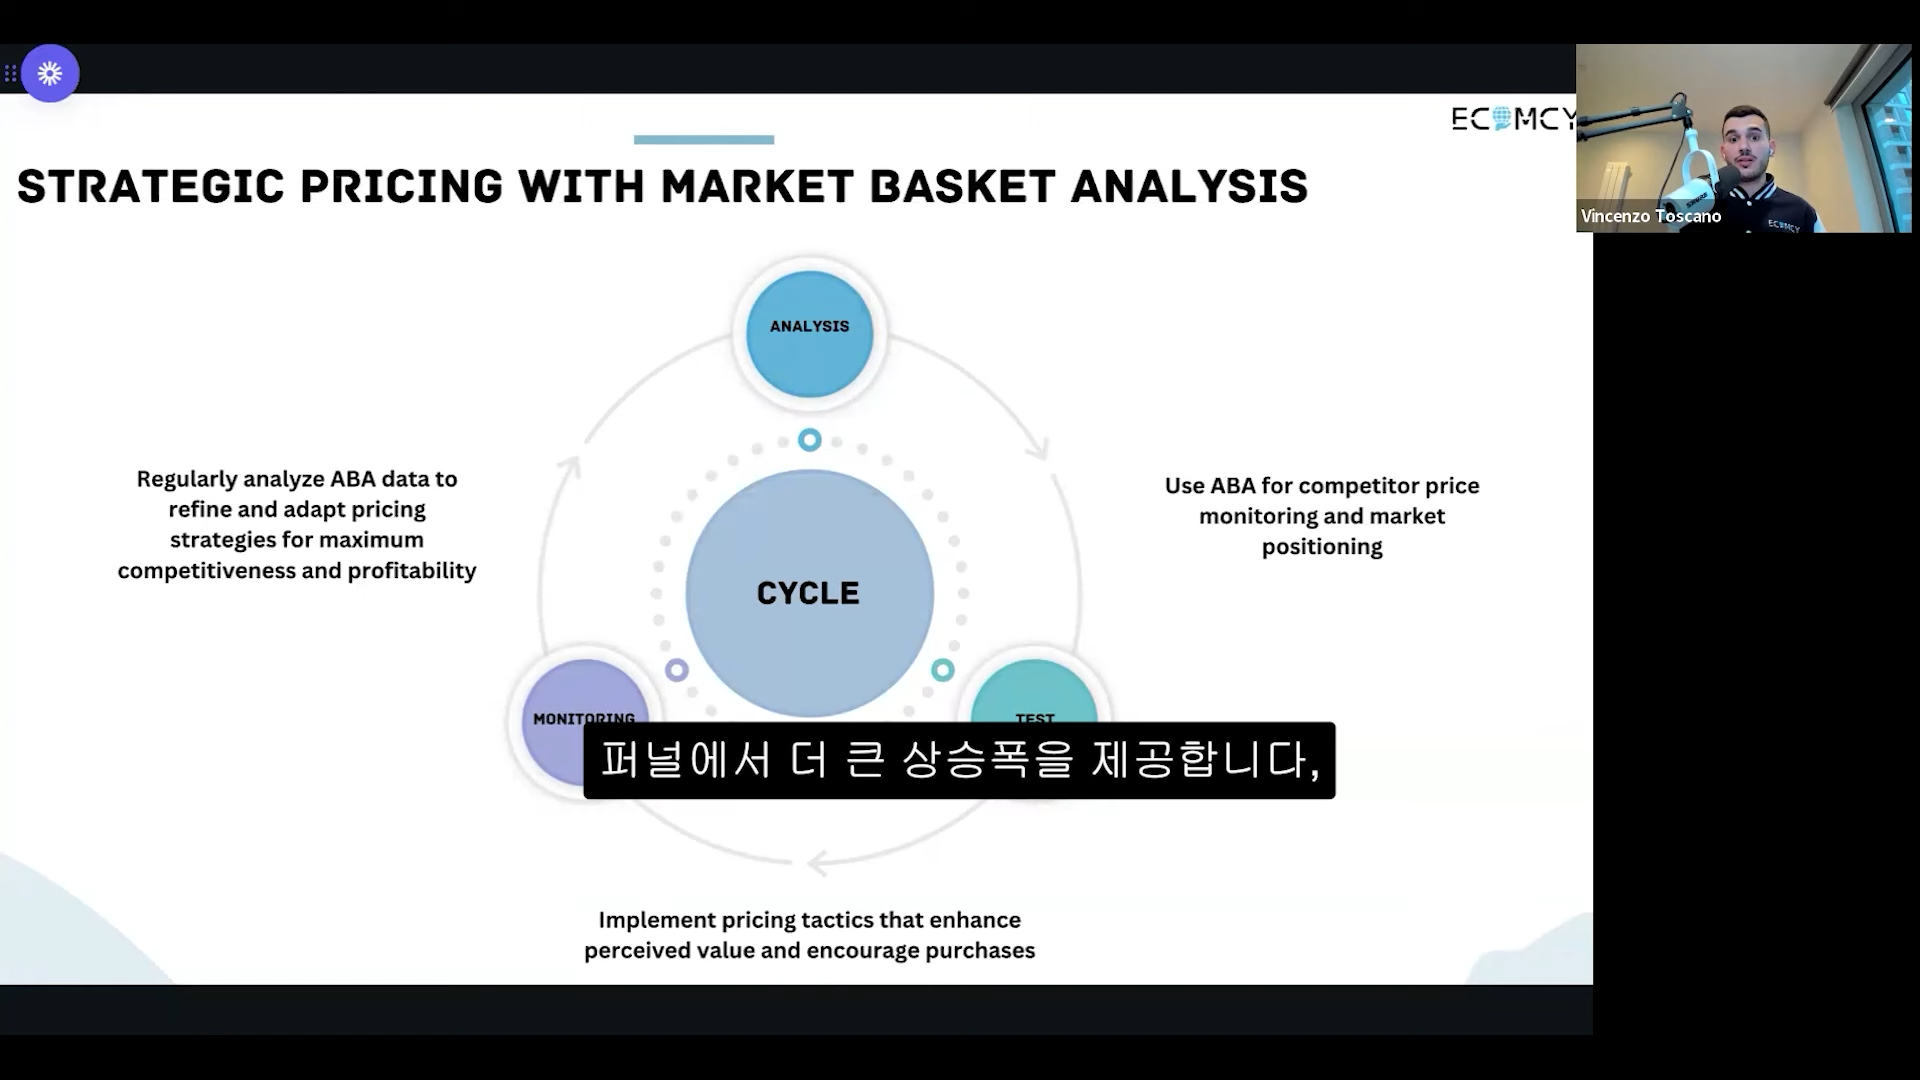 ECOMCY
STRATEGIC PRICING WITH MARKET BASKET ANALYSIS
Vincenzo Toscano
ECOMCY
ANALYSIS
Regularly analyze ABA data to
refine and adapt pricing
strategies for maximum
competitiveness and profitability
Use ABA for competitor price
monitoring and market
positioning
CYCLE
MONITORING
TEST
퍼널에서 더 큰 상승폭을 제공합니다,
Implement pricing tactics that enhance
perceived value and encourage purchases